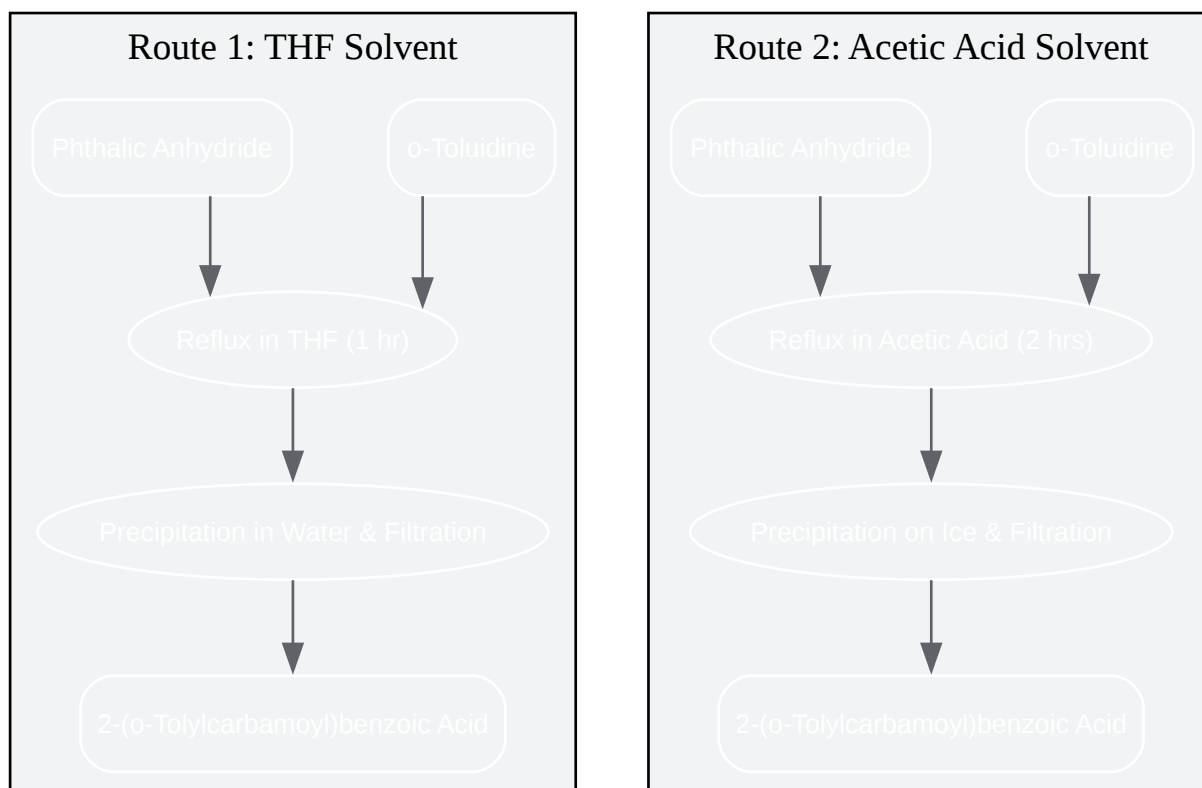 Route 1: THF Solvent
Phthalic Anhydride
o-Toluidine
Reflux in THF (1 hr)
Precipitation in Water & Filtration
2-(o-Tolylcarbamoyl)benzoic Acid
Route 2: Acetic Acid Solvent
Phthalic Anhydride
o-Toluidine
Reflux in Acetic Acid (2 hrs)
Precipitation on Ice & Filtration
2-(o-Tolylcarbamoyl)benzoic Acid